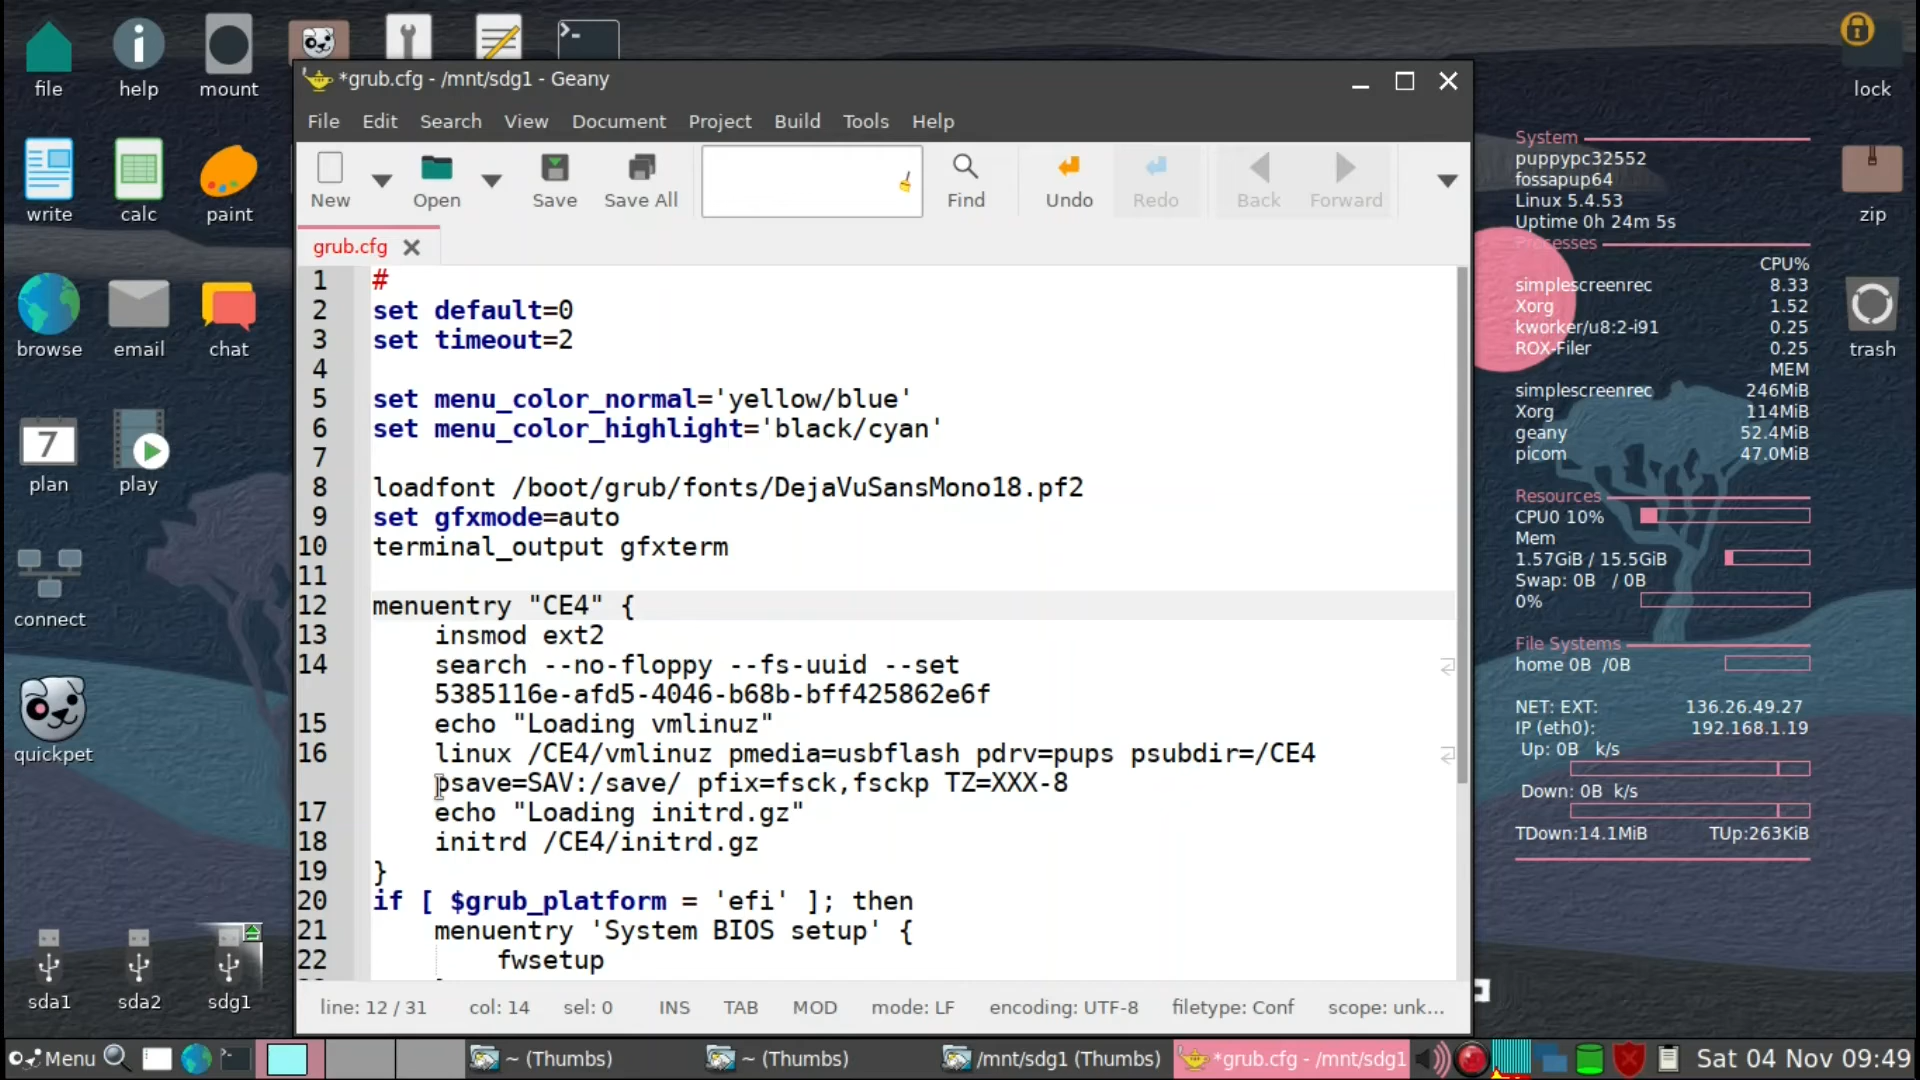 file
help
mount
lock
*grub.cfg - /mnt/sdg1 - Geany
File Edit Search View Document Project Build Tools Help
New Open Save Save All Find Undo Redo Back Forward
write
calc
paint
zip
grub.cfg
1 #
2 set default=0
3 set timeout=2
4
5 set menu_color_normal='yellow/blue'
6 set menu_color_highlight='black/cyan'
7
8 loadfont /boot/grub/fonts/DejaVuSansMono18.pf2
9 set gfxmode=auto
10 terminal_output gfxterm
11
12 menuentry "CE4" {
13 insmod ext2
14 search --no-floppy --fs-uuid --set
5385116e-afd5-4046-b68b-bff425862e6f
15 echo "Loading vmlinuz"
16 linux /CE4/vmlinuz pmedia=usbflash pdrv=pups psubdir=/CE4
psave=SAV:/save/ pfix=fsck,fsckp TZ=XXX-8
17 echo "Loading initrd.gz"
18 initrd /CE4/initrd.gz
19 }
20 if [ $grub_platform = 'efi' ]; then
21 menuentry 'System BIOS setup' {
22 fwsetup
line: 12 / 31 col: 14 sel: 0 INS TAB MOD mode: LF encoding: UTF-8 filetype: Conf scope: unk...
browse
email
chat
trash
7
plan
play
connect
quickpet
sda1
sda2
sdg1
System
puppypc32552
fossapup64
Linux 5.4.53
Uptime 0h 24m 5s
Processes
CPU%
simplescreenrec 8.33
Xorg 1.52
kworker/u8:2-i91 0.25
ROX-Filer 0.25
MEM
simplescreenrec 246MiB
Xorg 114MiB
geany 52.4MiB
picom 47.0MiB
Resources
CPU0 10%
Mem
1.57GiB / 15.5GiB
Swap: 0B / 0B
0%
File Systems
home 0B /0B
NET: EXT: 136.26.49.27
IP (eth0): 192.168.1.19
Up: 0B k/s
Down: 0B k/s
TDown:14.1MiB TUp:263KiB
Menu ~ (Thumbs) ~ (Thumbs) /mnt/sdg1 (Thumbs) *grub.cfg - /mnt/sdg1 Sat 04 Nov 09:49